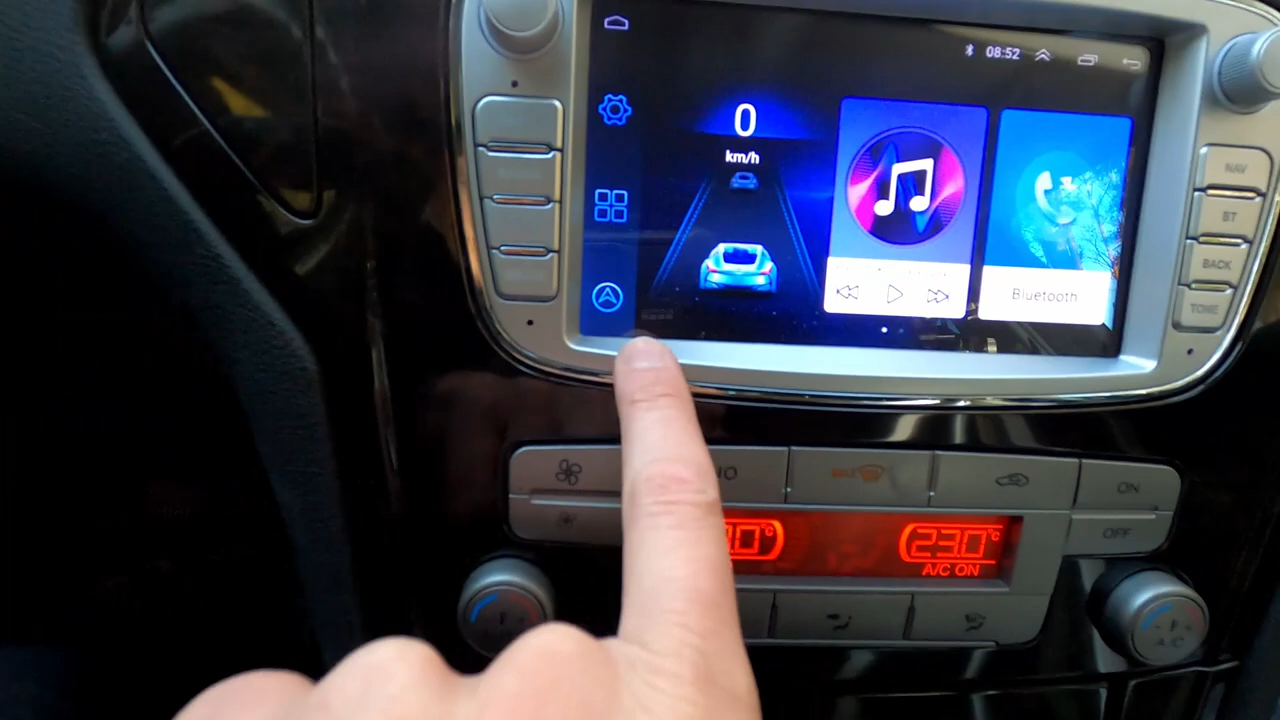 08:52
0
km/h
Bluetooth
NAV
BT
BACK
TONE
ON
OFF
23.0°C
A/C ON
A/C